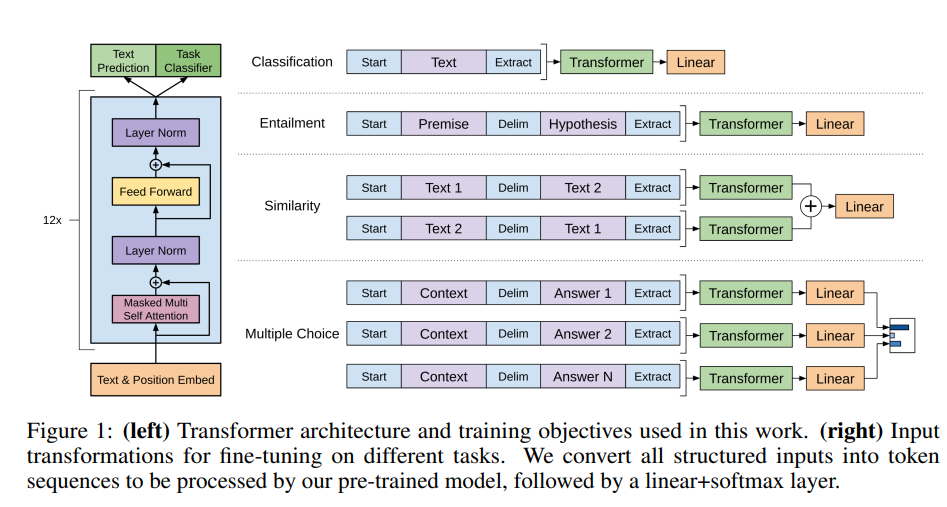 Text Prediction
Task Classifier
Layer Norm
+
Feed Forward
12x
Layer Norm
+
Masked Multi Self Attention
Text & Position Embed
Classification Start Text Extract Transformer Linear
Entailment Start Premise Delim Hypothesis Extract Transformer Linear
Similarity
Start Text 1 Delim Text 2 Extract Transformer
+ Linear
Start Text 2 Delim Text 1 Extract Transformer
Multiple Choice
Start Context Delim Answer 1 Extract Transformer Linear
Start Context Delim Answer 2 Extract Transformer Linear
Start Context Delim Answer N Extract Transformer Linear
Figure 1: (left) Transformer architecture and training objectives used in this work. (right) Input
transformations for fine-tuning on different tasks. We convert all structured inputs into token
sequences to be processed by our pre-trained model, followed by a linear+softmax layer.